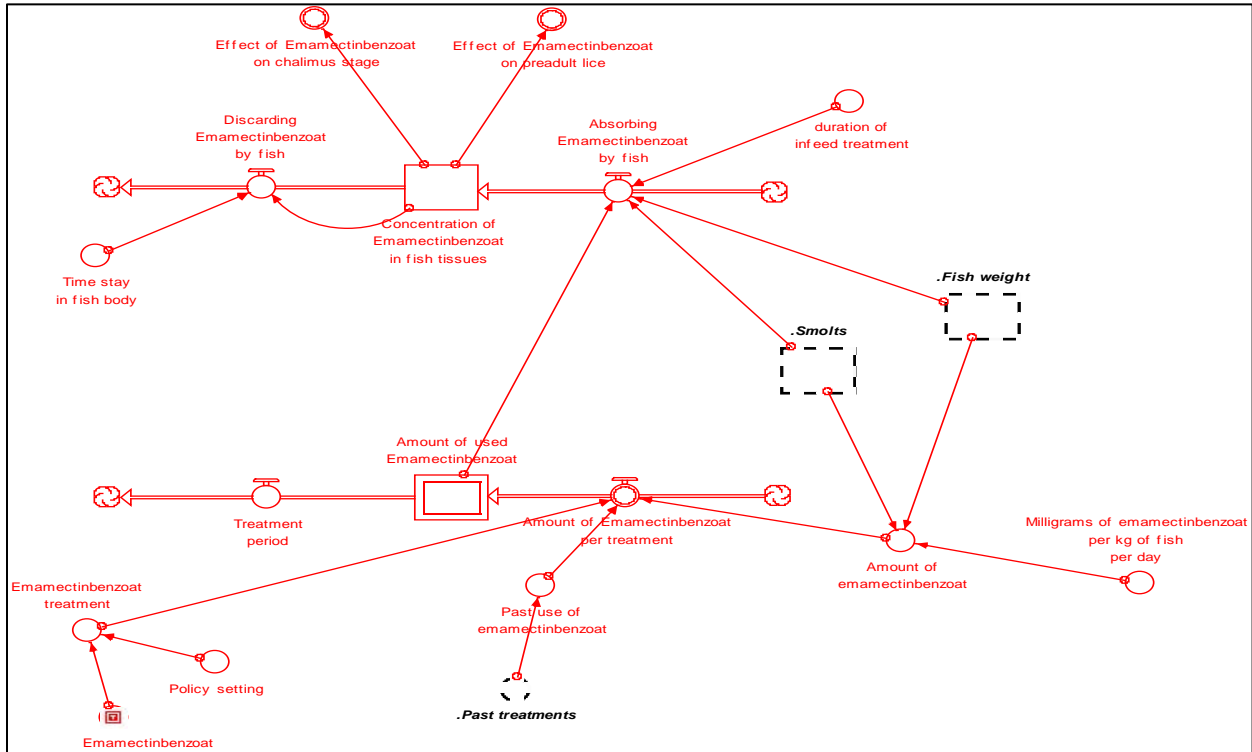 Effect of Emamectinbenzoat
on chalimus stage
Effect of Emamectinbenzoat
on preadult lice
Discarding
Emamectinbenzoat
by fish
Absorbing
Emamectinbenzoat
by fish
duration of
infeed treatment
Concentration of
Emamectinbenzoat
in fish tissues
Time stay
in fish body
.Fish weight
.Smolts
Amount of used
Emamectinbenzoat
Treatment
period
Amount of Emamectinbenzoat
per treatment
Milligrams of emamectinbenzoat
per kg of fish
per day
Amount of
emamectinbenzoat
Emamectinbenzoat
treatment
Past use of
emamectinbenzoat
Policy setting
.Past treatments
Emamectinbenzoat